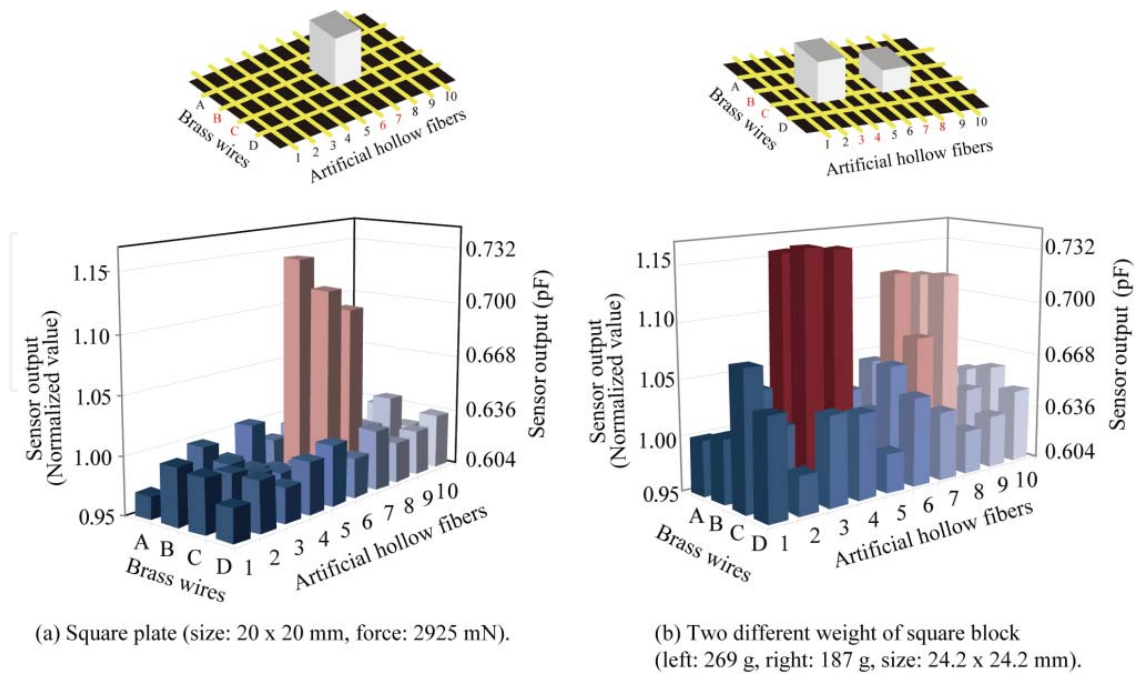 A
B
C
D
Brass wires
1 2 3 4 5 6 7 8 9 10
Artificial hollow fibers
A
B
C
D
Brass wires
1 2 3 4 5 6 7 8 9 10
Artificial hollow fibers
Sensor output
(Normalized value)
1.15
1.10
1.05
1.00
0.95
0.732
0.700
0.668
0.636
0.604
Sensor output (pF)
A B C D
Brass wires
1 2 3 4 5 6 7 8 9 10
Artificial hollow fibers
Sensor output
(Normalized value)
1.15
1.10
1.05
1.00
0.95
0.732
0.700
0.668
0.636
0.604
Sensor output (pF)
A B C D
Brass wires
1 2 3 4 5 6 7 8 9 10
Artificial hollow fibers
(a) Square plate (size: 20 x 20 mm, force: 2925 mN).
(b) Two different weight of square block
(left: 269 g, right: 187 g, size: 24.2 x 24.2 mm).